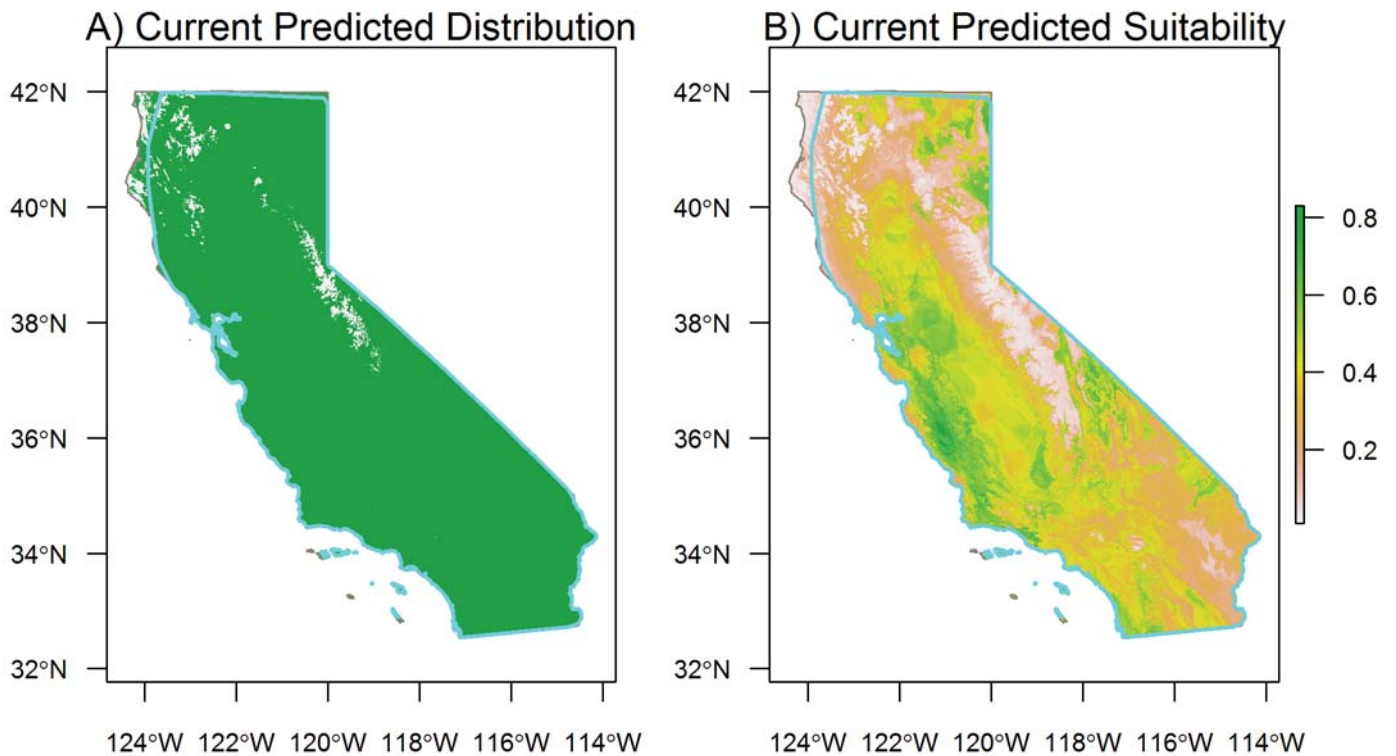 A) Current Predicted Distribution
B) Current Predicted Suitability
42°N
40°N
38°N
36°N
34°N
32°N
124°W 122°W 120°W 118°W 116°W 114°W
42°N
40°N
38°N
36°N
34°N
32°N
124°W 122°W 120°W 118°W 116°W 114°W
0.8
0.6
0.4
0.2